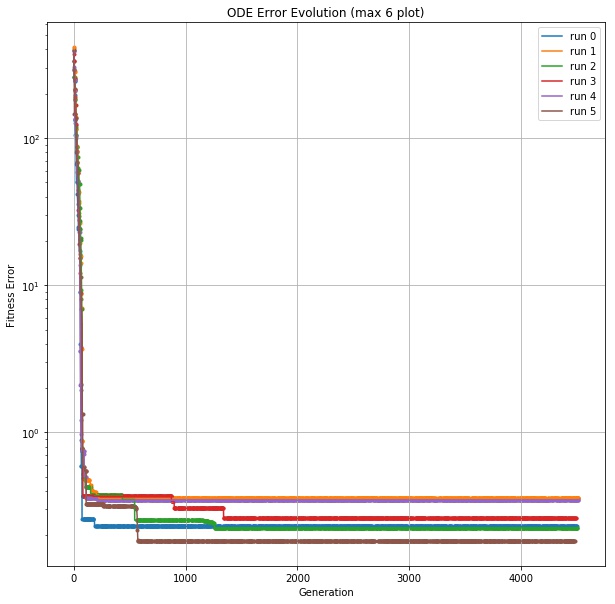 ODE Error Evolution (max 6 plot)
run 0
run 1
run 2
run 3
run 4
run 5
10²
10¹
10⁰
Fitness Error
0 1000 2000 3000 4000
Generation